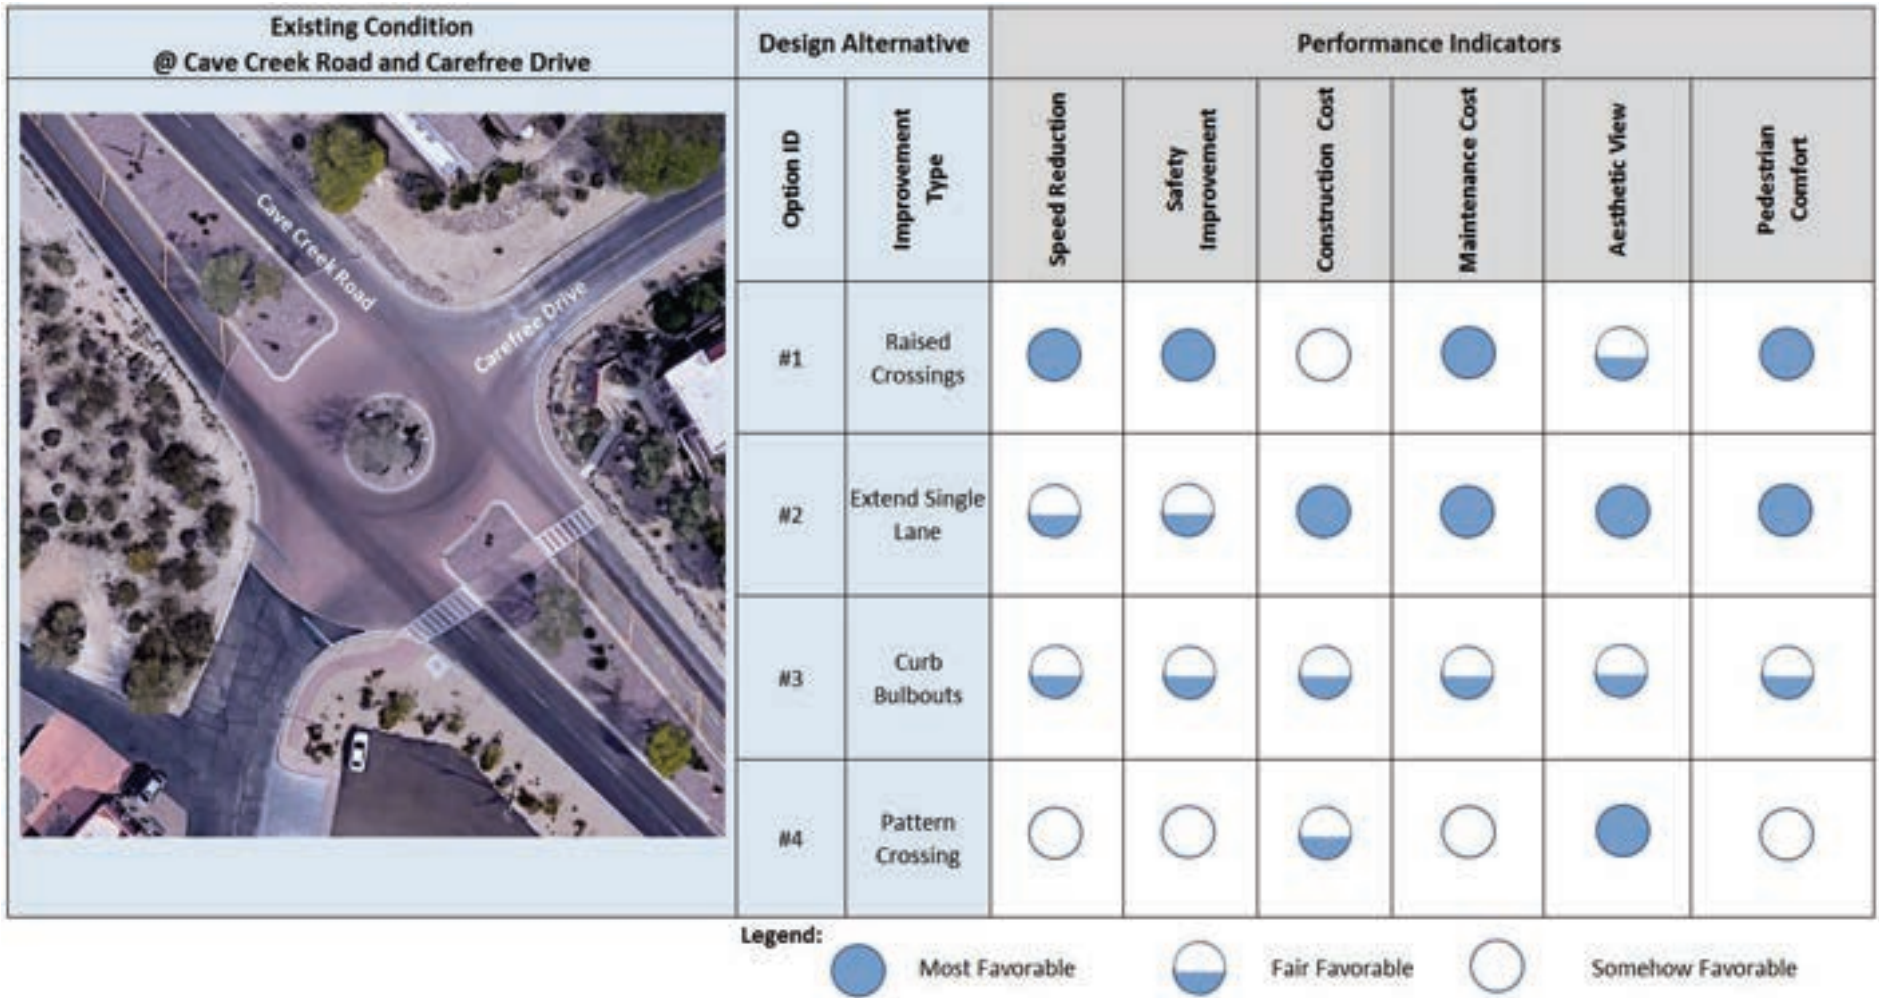 Existing Condition
@ Cave Creek Road and Carefree Drive
Design Alternative
Performance Indicators
Option ID
Improvement
Type
Speed Reduction
Safety
Improvement
Construction Cost
Maintenance Cost
Aesthetic View
Pedestrian
Comfort
Cave Creek Road
Carefree Drive
#1
Raised
Crossings
#2
Extend Single
Lane
#3
Curb
Bulbouts
#4
Pattern
Crossing
Legend:
Most Favorable
Fair Favorable
Somehow Favorable